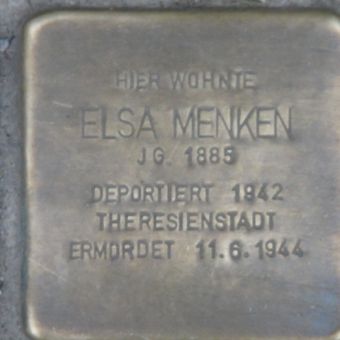 HIER WOHNTE
ELSA MENKEN
JG. 1885
DEPORTIERT 1942
THERESIENSTADT
ERMORDET 11.6.1944